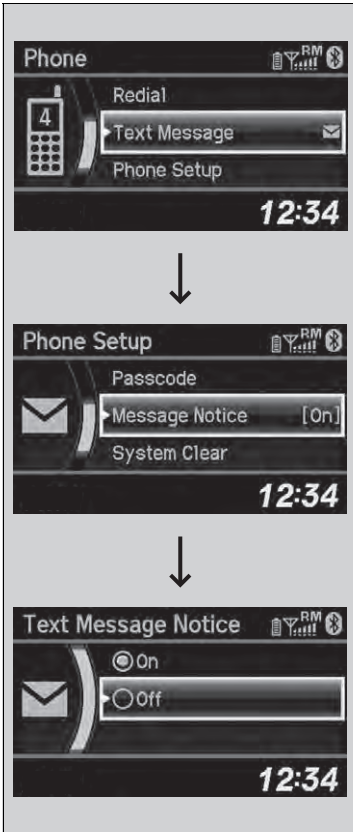 Phone
RM
4
Redial
Text Message
Phone Setup
12:34
Phone Setup
RM
Passcode
Message Notice [On]
System Clear
12:34
Text Message Notice
RM
On
Off
12:34